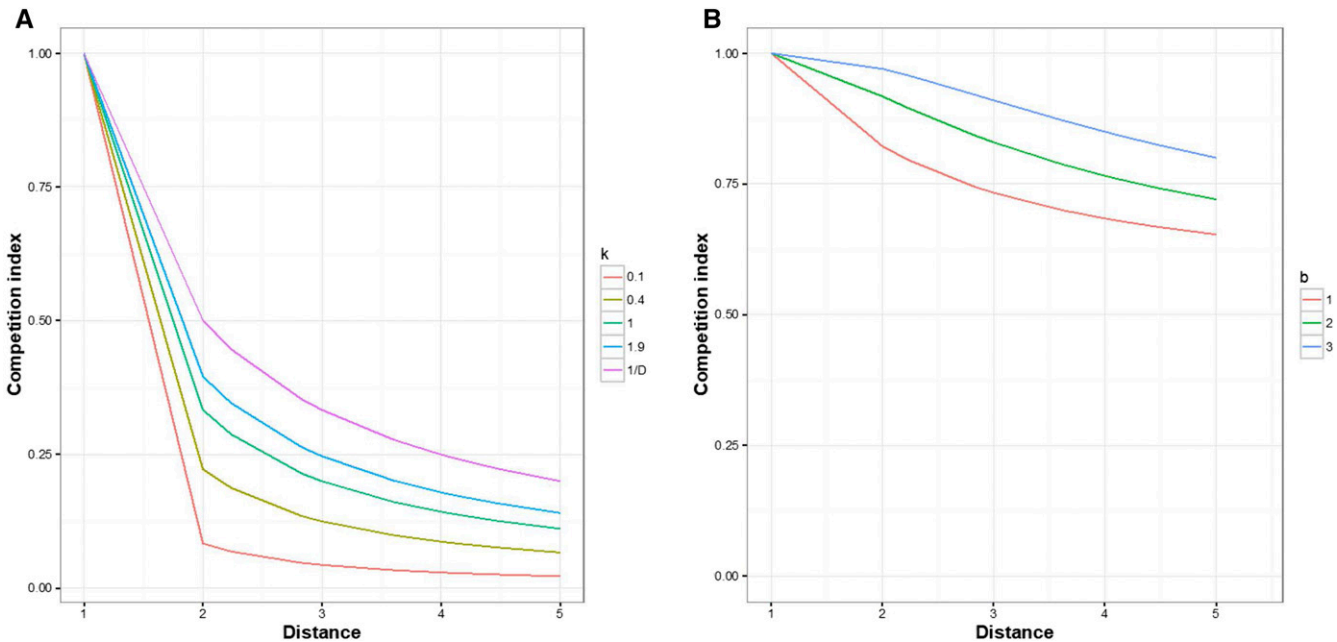 A
1.00
0.75
0.50
0.25
0.00
Competition index
1 2 3 4 5
Distance
k
0.1
0.4
1
1.9
1/D
B
1.00
0.75
0.50
0.25
0.00
Competition index
1 2 3 4 5
Distance
b
1
2
3